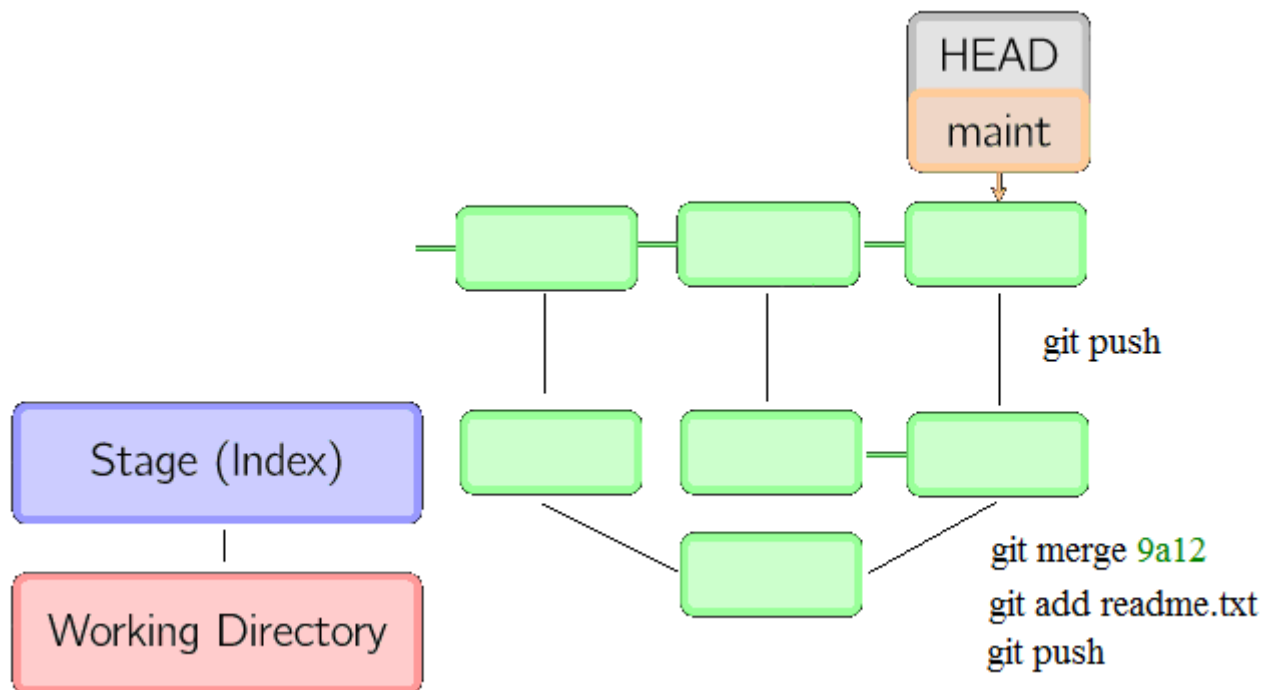 HEAD
maint
git push
Stage (Index)
Working Directory
git merge 9a12
git add readme.txt
git push